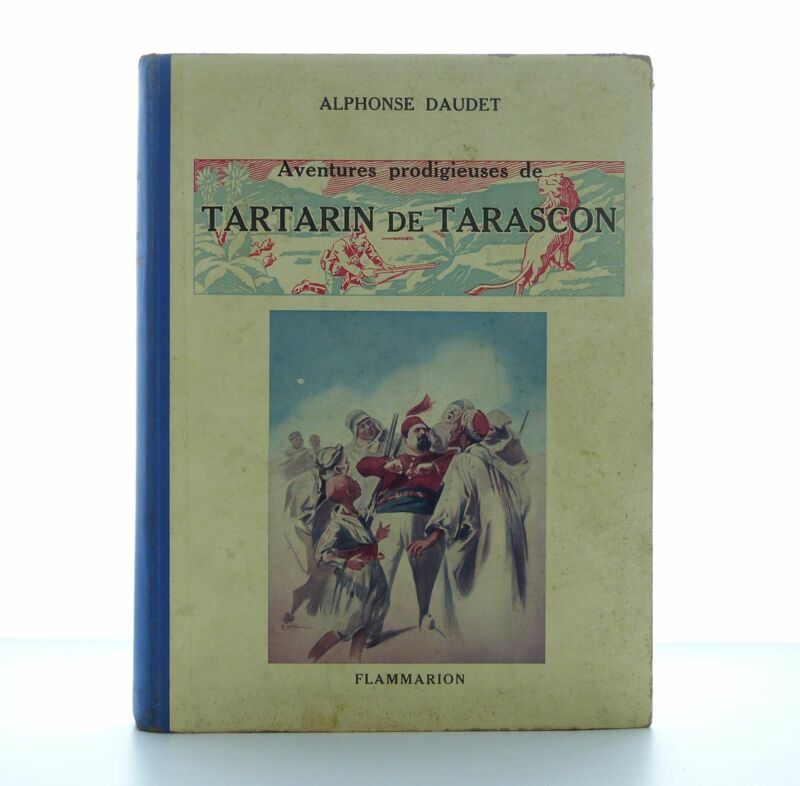 ALPHONSE DAUDET
Aventures prodigieuses de
TARTARIN DE TARASCON
FLAMMARION